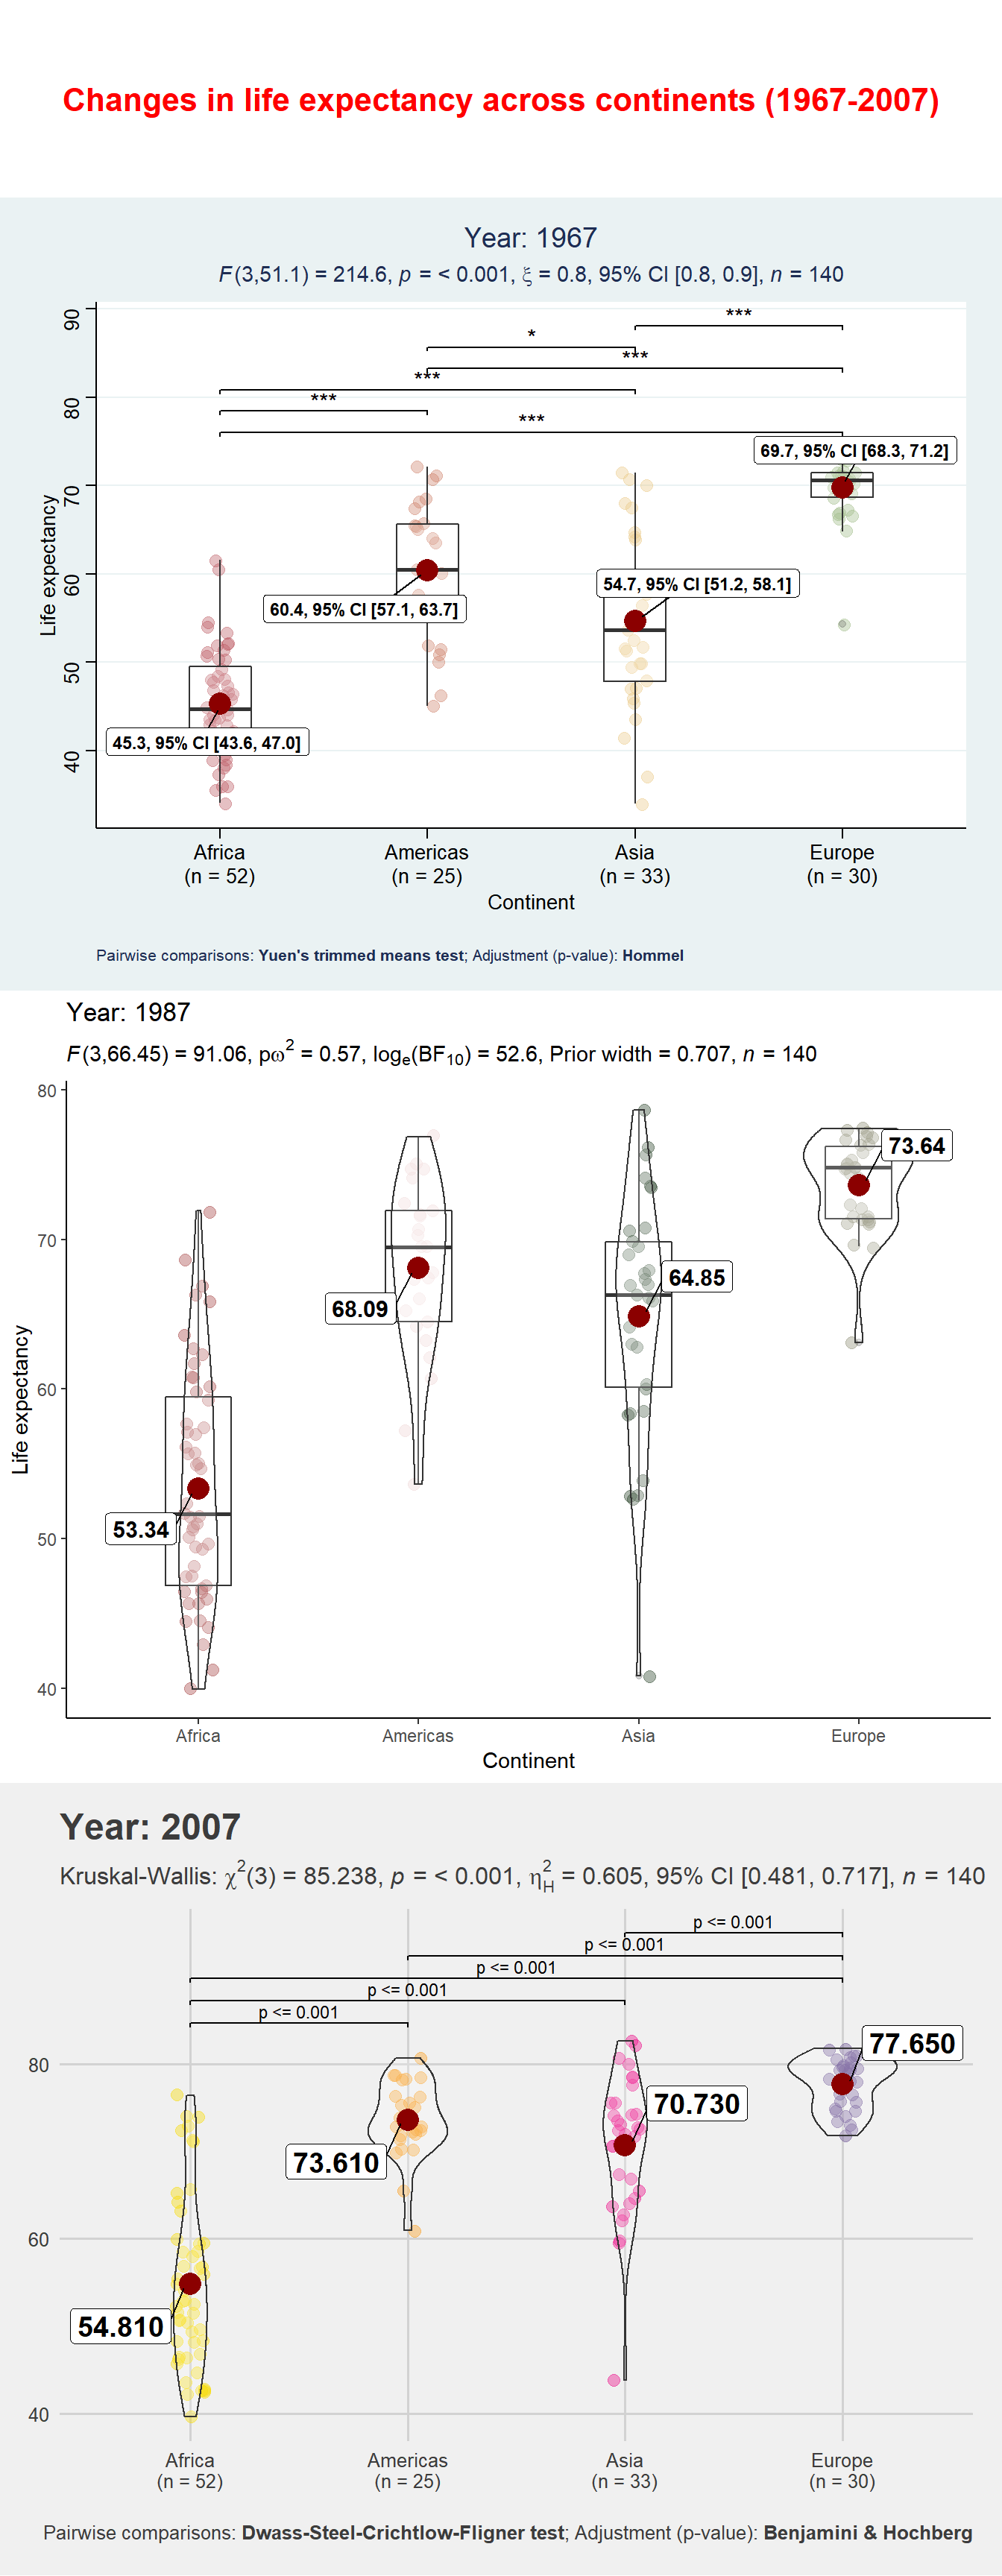 Changes in life expectancy across continents (1967-2007)
Year: 1967
F(3,51.1) = 214.6, p = < 0.001, ξ = 0.8, 95% CI [0.8, 0.9], n = 140
Life expectancy
90
80
70
60
50
40
***
*
***
***
***
***
69.7, 95% CI [68.3, 71.2]
54.7, 95% CI [51.2, 58.1]
60.4, 95% CI [57.1, 63.7]
45.3, 95% CI [43.6, 47.0]
Africa Americas Asia Europe
(n = 52) (n = 25) (n = 33) (n = 30)
Continent
Pairwise comparisons: Yuen's trimmed means test; Adjustment (p-value): Hommel
Year: 1987
F(3,66.45) = 91.06, pω² = 0.57, logₑ(BF₁₀) = 52.6, Prior width = 0.707, n = 140
Life expectancy
80
70
60
50
40
73.64
64.85
68.09
53.34
Africa Americas Asia Europe
Continent
Year: 2007
Kruskal-Wallis: χ²(3) = 85.238, p = < 0.001, η²H = 0.605, 95% CI [0.481, 0.717], n = 140
p <= 0.001
p <= 0.001
p <= 0.001
p <= 0.001
p <= 0.001
80
60
40
77.650
70.730
73.610
54.810
Africa Americas Asia Europe
(n = 52) (n = 25) (n = 33) (n = 30)
Pairwise comparisons: Dwass-Steel-Crichtlow-Fligner test; Adjustment (p-value): Benjamini & Hochberg